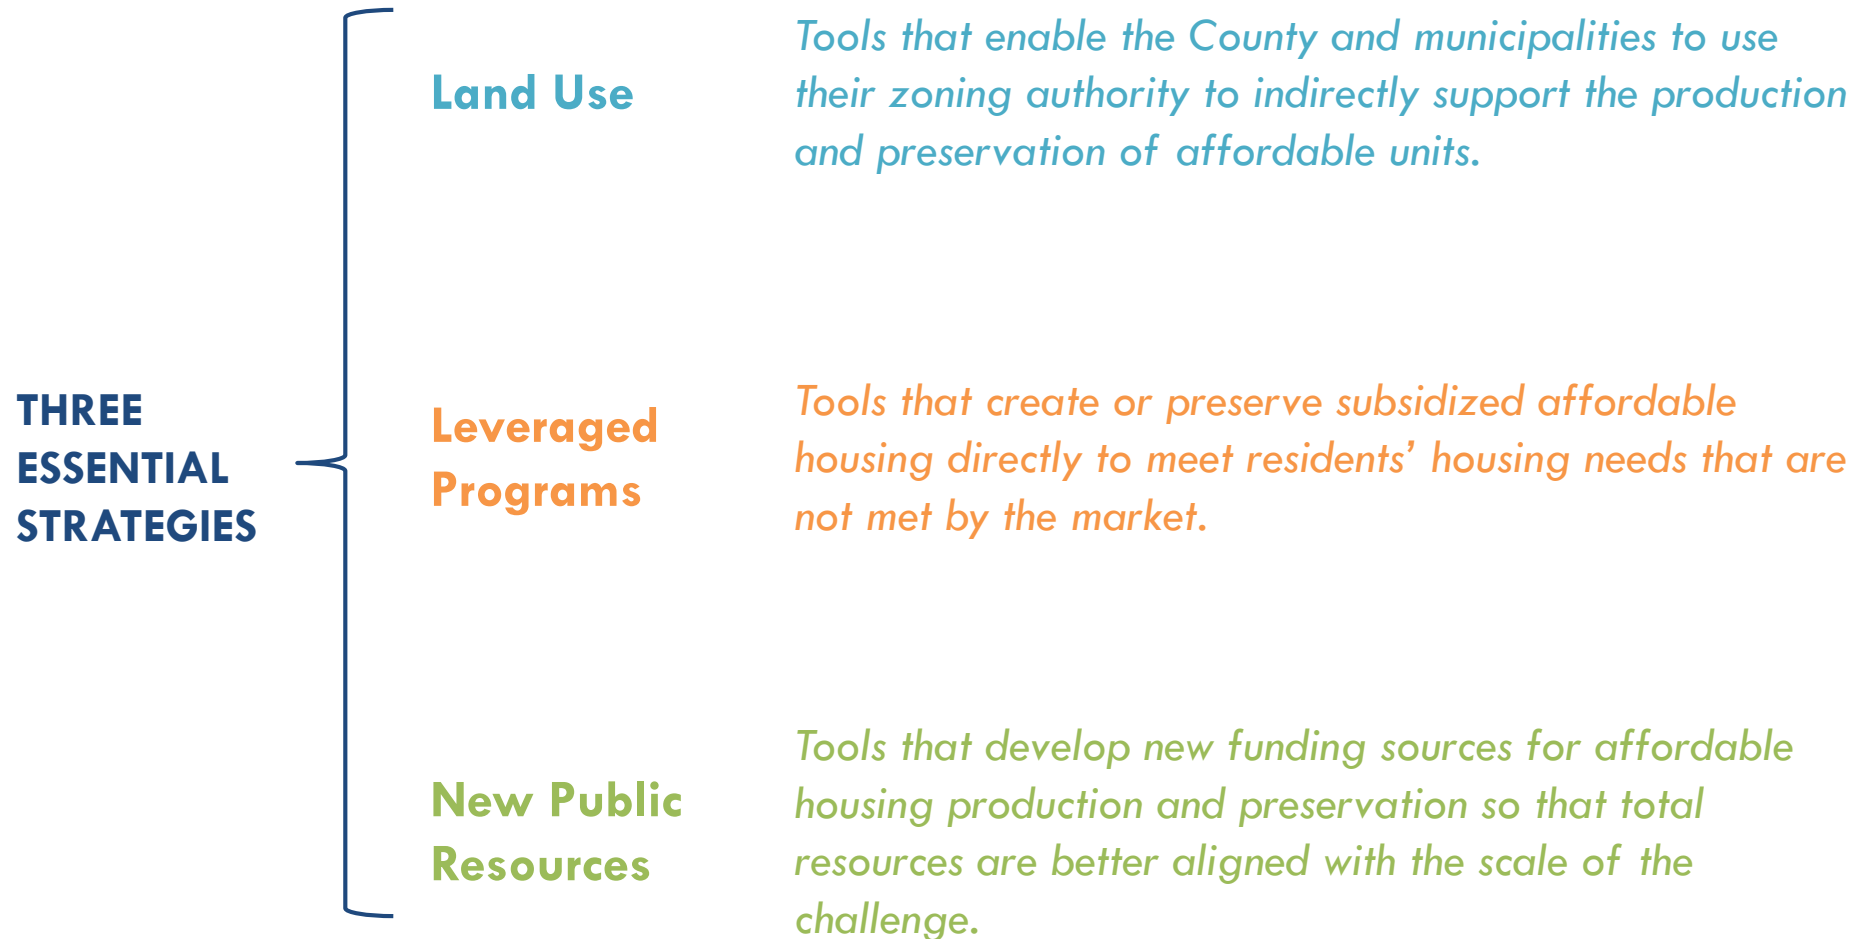 THREE
ESSENTIAL
STRATEGIES
Land Use
Tools that enable the County and municipalities to use
their zoning authority to indirectly support the production
and preservation of affordable units.
Leveraged
Programs
Tools that create or preserve subsidized affordable
housing directly to meet residents’ housing needs that are
not met by the market.
New Public
Resources
Tools that develop new funding sources for affordable
housing production and preservation so that total
resources are better aligned with the scale of the
challenge.